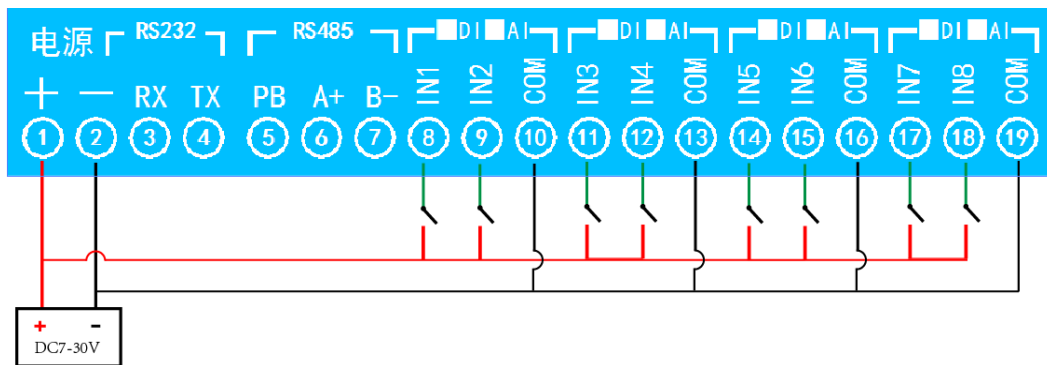 电源 RS232 RS485 DI AI DI AI DI AI DI AI
+ — RX TX PB A+ B- IN1 IN2 COM IN3 IN4 COM IN5 IN6 COM IN7 IN8 COM
1 2 3 4 5 6 7 8 9 10 11 12 13 14 15 16 17 18 19
+ -
DC7-30V